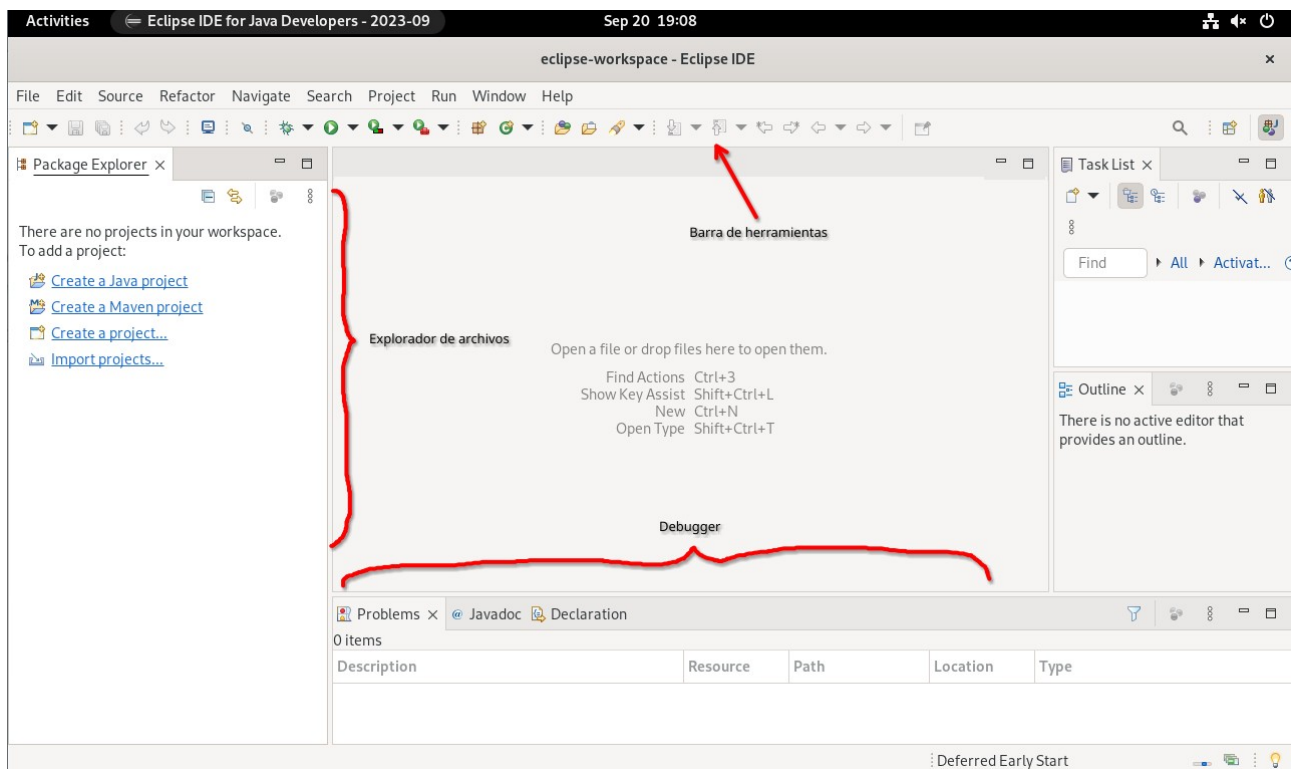 Activities Eclipse IDE for Java Developers - 2023-09 Sep 20 19:08
eclipse-workspace - Eclipse IDE
File Edit Source Refactor Navigate Search Project Run Window Help
Package Explorer
There are no projects in your workspace.
To add a project:
Create a Java project
Create a Maven project
Create a project...
Import projects...
Barra de herramientas
Explorador de archivos
Open a file or drop files here to open them.
Find Actions Ctrl+3
Show Key Assist Shift+Ctrl+L
New Ctrl+N
Open Type Shift+Ctrl+T
Debugger
Task List
Find All Activat...
Outline
There is no active editor that
provides an outline.
Problems @ Javadoc Declaration
0 items
Description Resource Path Location Type
Deferred Early Start